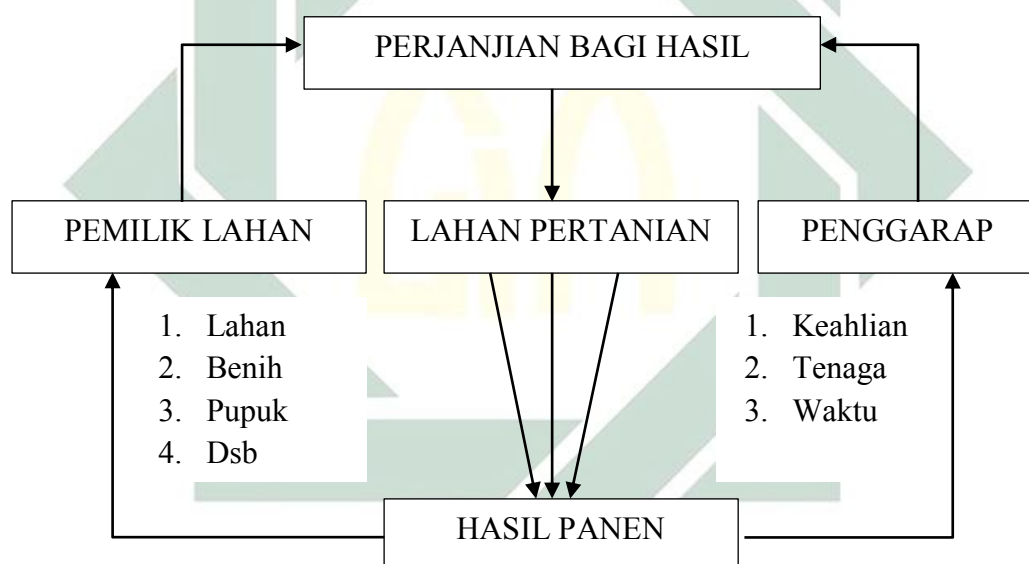 PERJANJIAN BAGI HASIL
PEMILIK LAHAN
LAHAN PERTANIAN
PENGGARAP
1. Lahan
2. Benih
3. Pupuk
4. Dsb
1. Keahlian
2. Tenaga
3. Waktu
HASIL PANEN